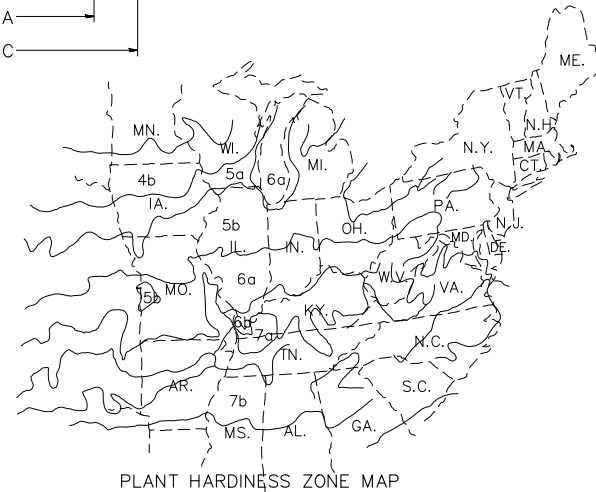 A
C
ME.
VT.
N.H.
MN.
WI.
N.Y.
MA.
MI.
CT.
4b
5a
6a
IA.
PA.
5b
OH.
N.J.
IL.
IN.
MD.
DE.
6a
W.V.
MO.
VA.
5b
KY.
6b
7a
N.C.
7
TN.
AR.
S.C.
7b
MS.
AL.
GA.
PLANT HARDINESS ZONE MAP